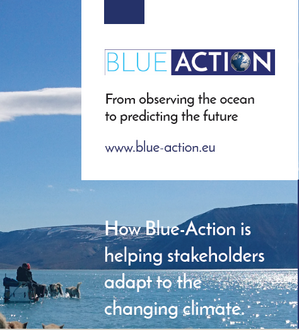 BLUE ACTION
From observing the ocean
to predicting the future
www.blue-action.eu
How Blue-Action is
helping stakeholders
adapt to the
changing climate.